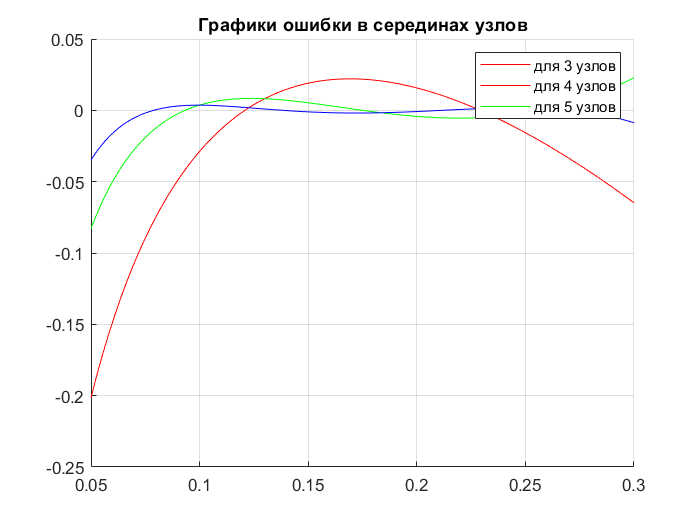 Графики ошибки в серединах узлов
0.05
0
-0.05
-0.1
-0.15
-0.2
-0.25
для 3 узлов
для 4 узлов
для 5 узлов
0.05 0.1 0.15 0.2 0.25 0.3